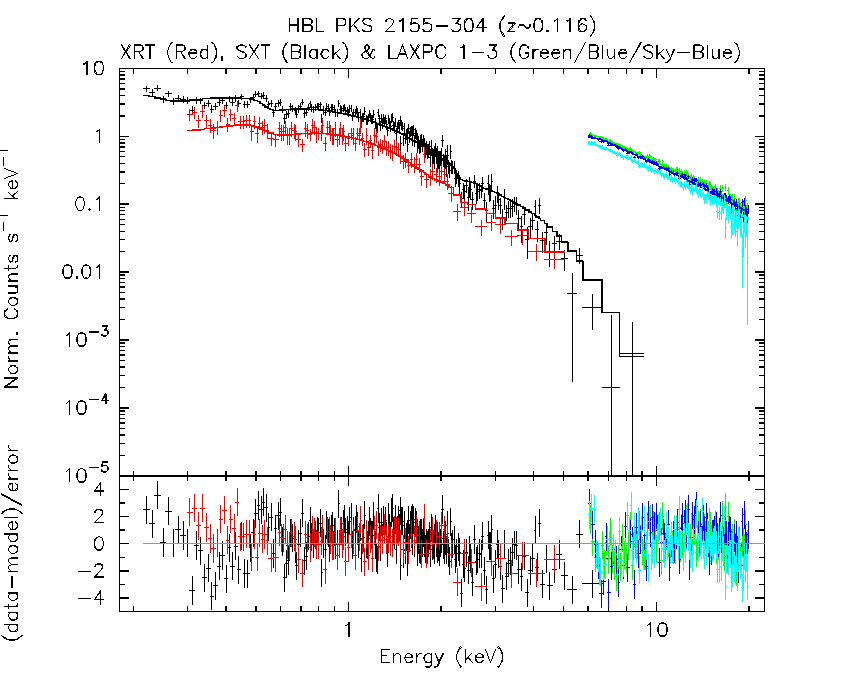 HBL PKS 2155−304 (z~0.116)
XRT (Red), SXT (Black) & LAXPC 1−3 (Green/Blue/Sky−Blue)
10
1
0.1
0.01
10⁻³
10⁻⁴
10⁻⁵
Norm. Counts s⁻¹ keV⁻¹
4
2
0
−2
−4
(data−model)/error
1
10
Energy (keV)